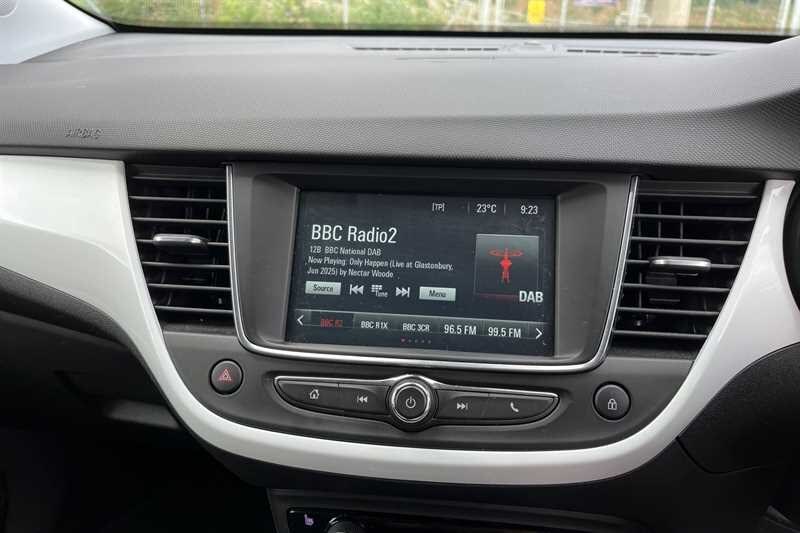 AIRBAG
[TP] 23°C 9:23
BBC Radio2
12B BBC National DAB
Now Playing: Only Happen (Live at Glastonbury,
Jun 2025) by Nectar Woode
Source Tune Menu
DAB
BBC R2 BBC R1X BBC 3CR 96.5 FM 99.5 FM